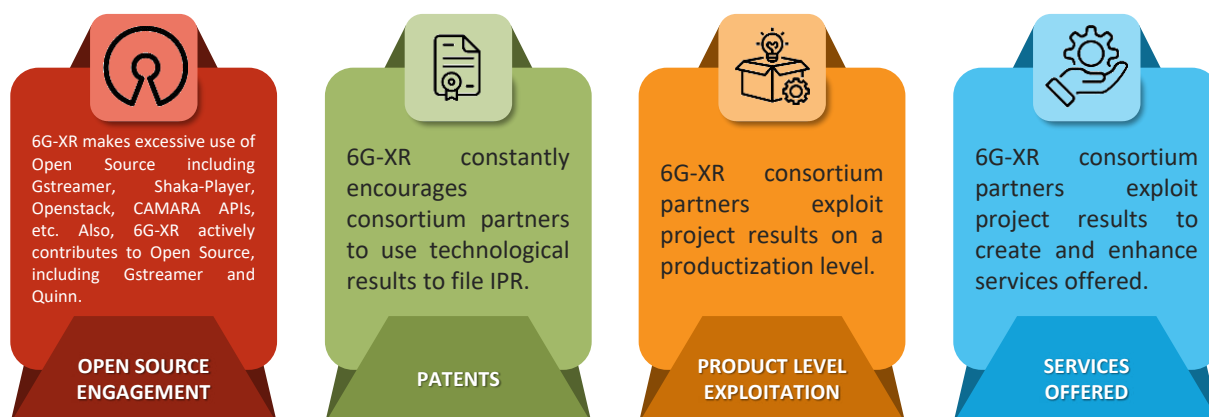 6G-XR makes excessive use of
Open Source including
Gstreamer, Shaka-Player,
Openstack, CAMARA APIs,
etc. Also, 6G-XR actively
contributes to Open Source,
including Gstreamer and
Quinn.
OPEN SOURCE
ENGAGEMENT
6G-XR constantly
encourages
consortium partners
to use technological
results to file IPR.
PATENTS
6G-XR consortium
partners exploit
project results on a
productization level.
PRODUCT LEVEL
EXPLOITATION
6G-XR consortium
partners exploit
project results to
create and enhance
services offered.
SERVICES
OFFERED